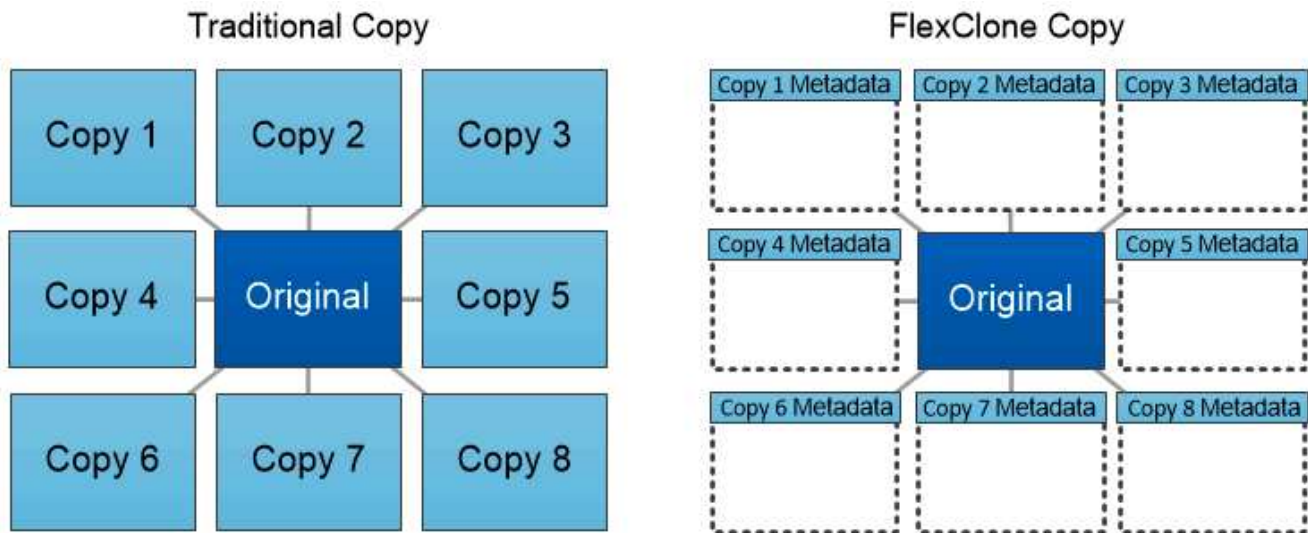 Traditional Copy
Copy 1
Copy 2
Copy 3
Copy 4
Original
Copy 5
Copy 6
Copy 7
Copy 8
FlexClone Copy
Copy 1 Metadata
Copy 2 Metadata
Copy 3 Metadata
Copy 4 Metadata
Original
Copy 5 Metadata
Copy 6 Metadata
Copy 7 Metadata
Copy 8 Metadata